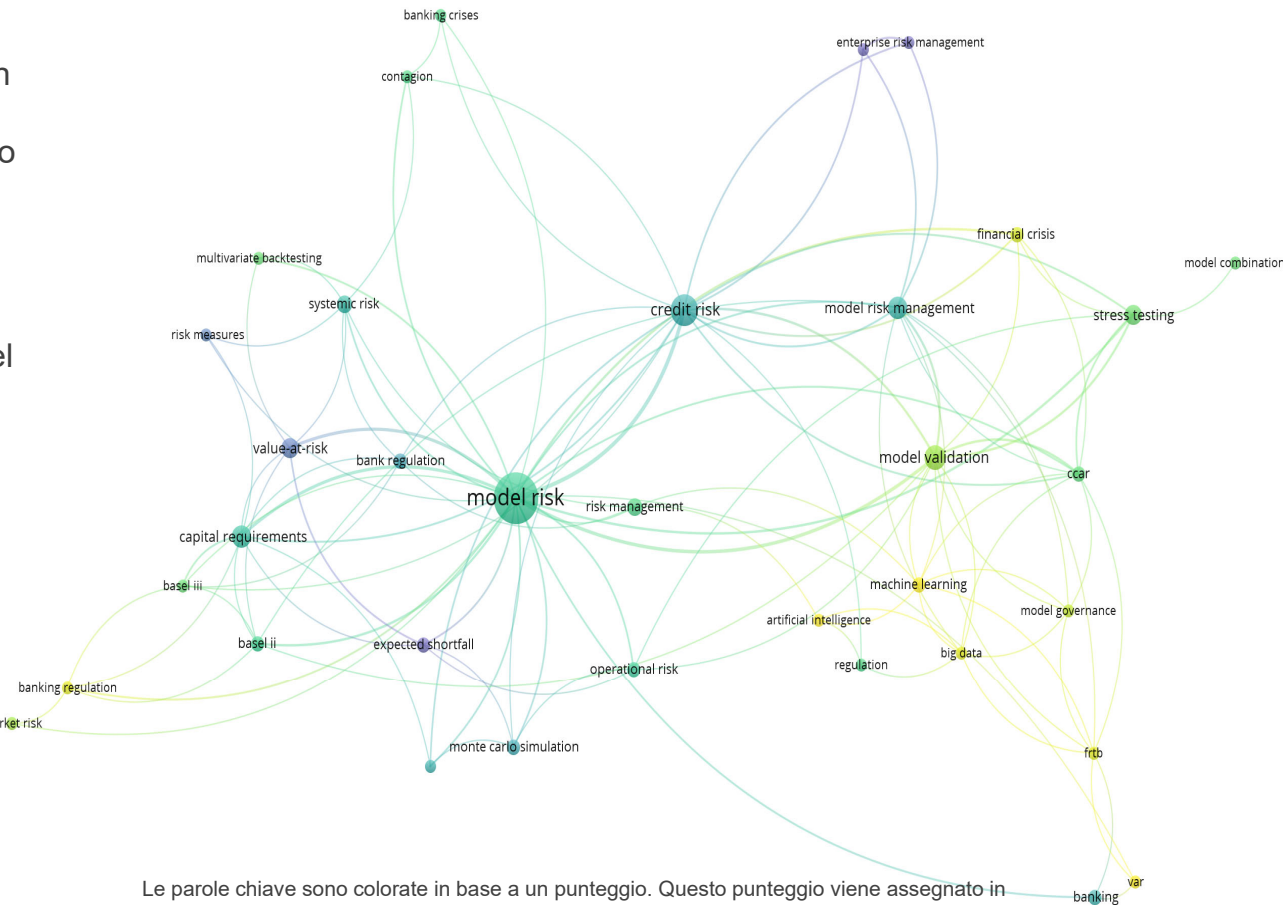 banking crises
enterprise risk management
contagion
financial crisis
multivariate backtesting
model combination
systemic risk
credit risk
model risk management
stress testing
risk measures
value-at-risk
bank regulation
model validation
ccar
model risk
risk management
capital requirements
basel iii
machine learning
model governance
artificial intelligence
basel ii
expected shortfall
big data
operational risk
regulation
banking regulation
rket risk
monte carlo simulation
frtb
var
banking
Le parole chiave sono colorate in base a un punteggio. Questo punteggio viene assegnato in